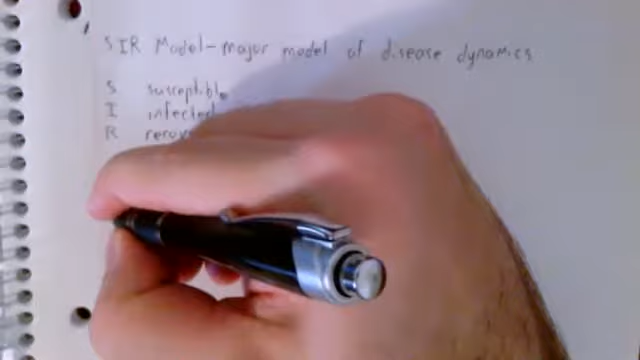 SIR Model-major model of disease dynamics
S susceptible
I infected
R